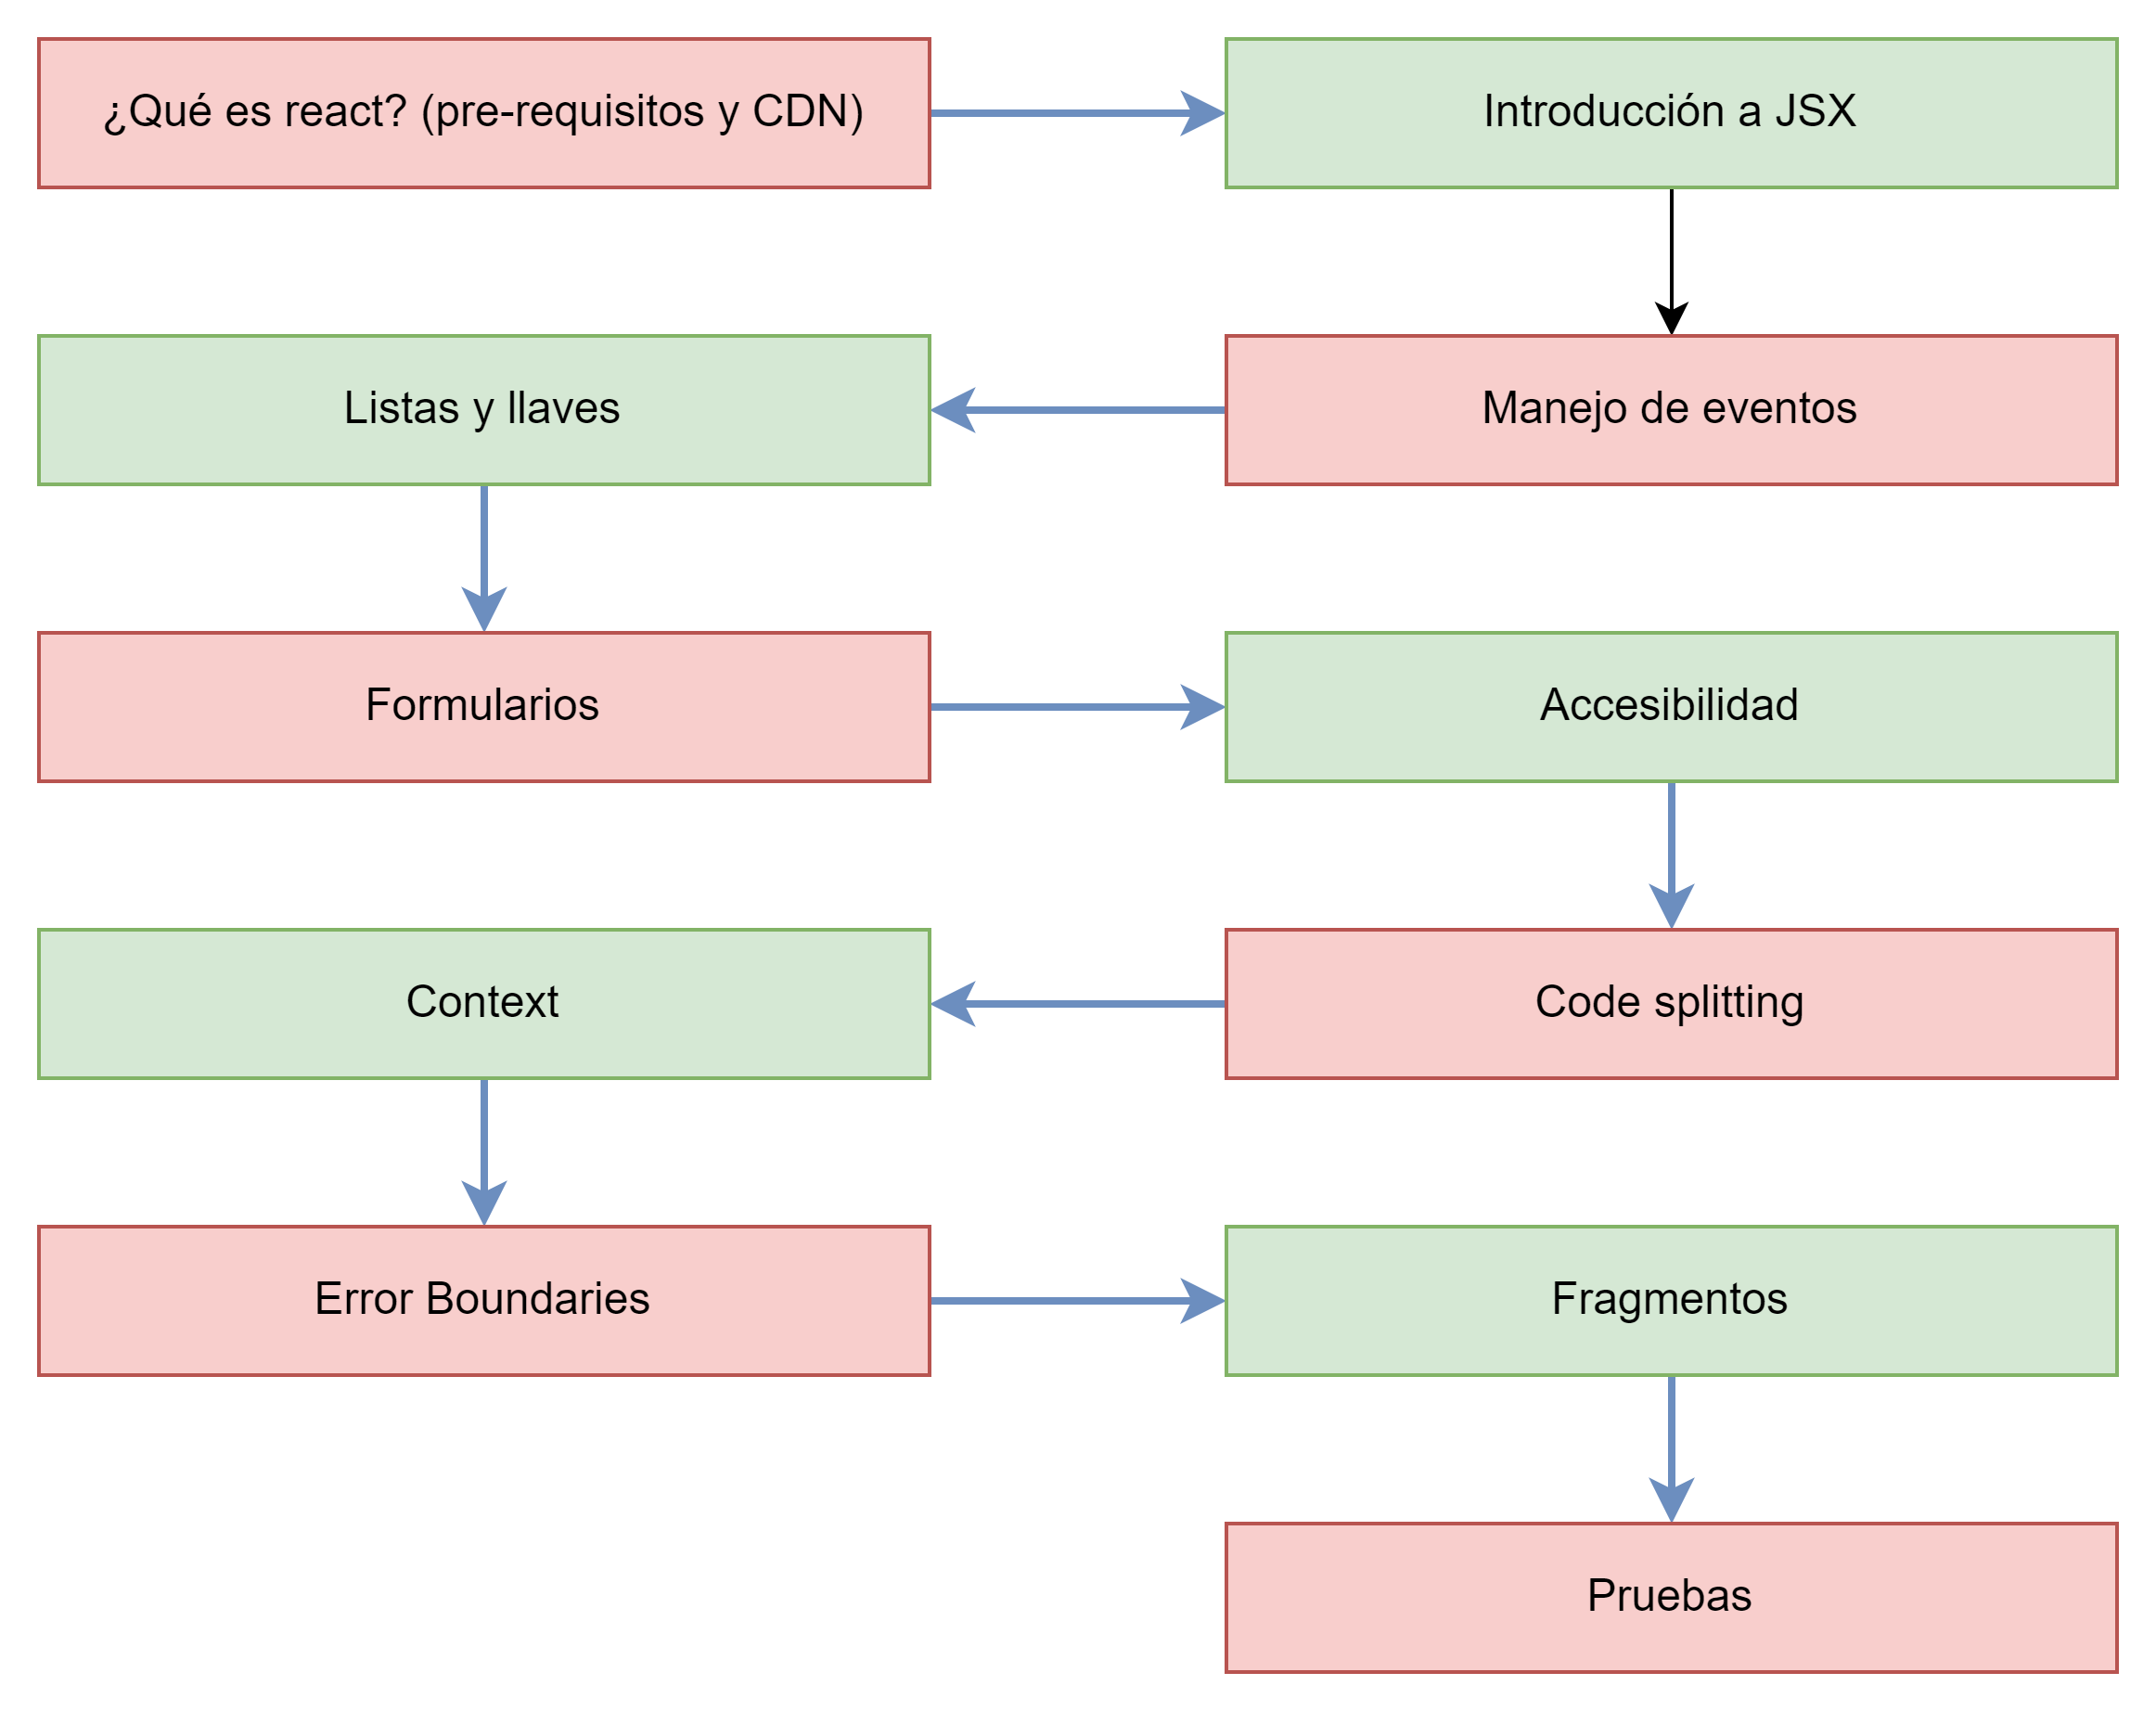 ¿Qué es react? (pre-requisitos y CDN)
Introducción a JSX
Manejo de eventos
Listas y llaves
Formularios
Accesibilidad
Code splitting
Context
Error Boundaries
Fragmentos
Pruebas